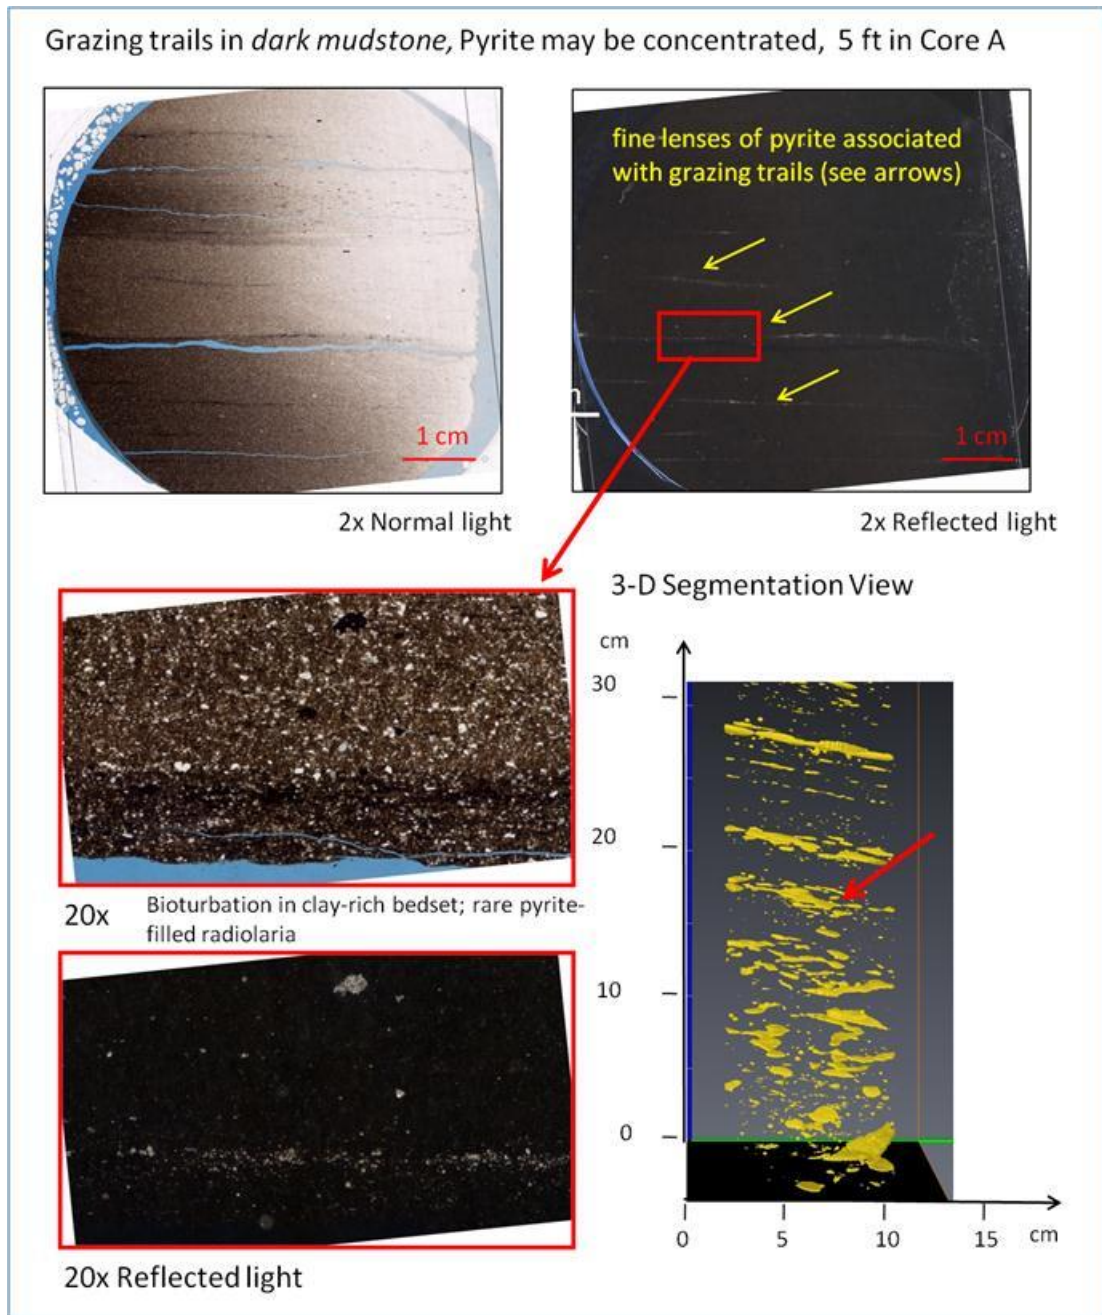 Grazing trails in dark mudstone, Pyrite may be concentrated, 5 ft in Core A
fine lenses of pyrite associated
with grazing trails (see arrows)
1 cm
1 cm
2x Normal light
2x Reflected light
3-D Segmentation View
cm
30
20
10
0
0
5
10
15
cm
20x
Bioturbation in clay-rich bedset; rare pyrite-
filled radiolaria
20x Reflected light